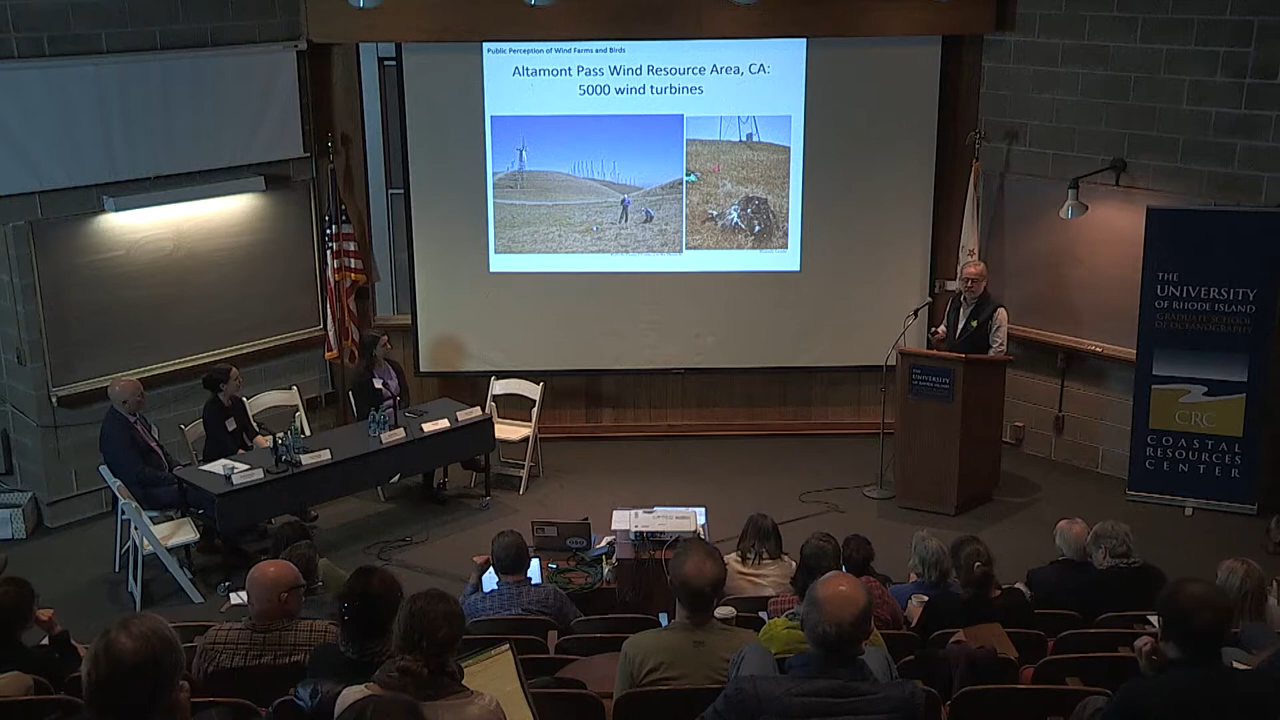 Public Perception of Wind Farms and Birds
Altamont Pass Wind Resource Area, CA:
5000 wind turbines
THE
UNIVERSITY
OF RHODE ISLAND
GRADUATE SCHOOL
OF OCEANOGRAPHY
CRC
COASTAL
RESOURCES
CENTER
THE
UNIVERSITY
OF RHODE ISLAND